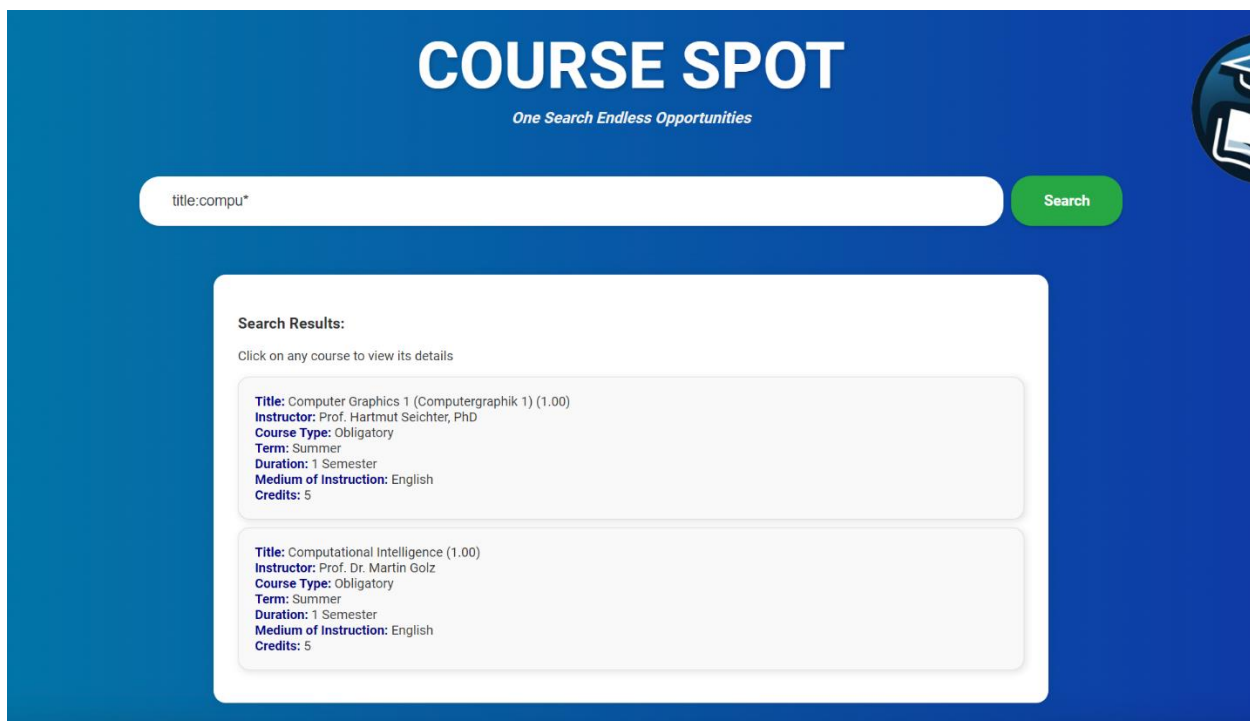 COURSE SPOT
One Search Endless Opportunities
title:compu*
Search
Search Results:
Click on any course to view its details
Title: Computer Graphics 1 (Computergraphik 1) (1.00)
Instructor: Prof. Hartmut Seichter, PhD
Course Type: Obligatory
Term: Summer
Duration: 1 Semester
Medium of Instruction: English
Credits: 5
Title: Computational Intelligence (1.00)
Instructor: Prof. Dr. Martin Golz
Course Type: Obligatory
Term: Summer
Duration: 1 Semester
Medium of Instruction: English
Credits: 5